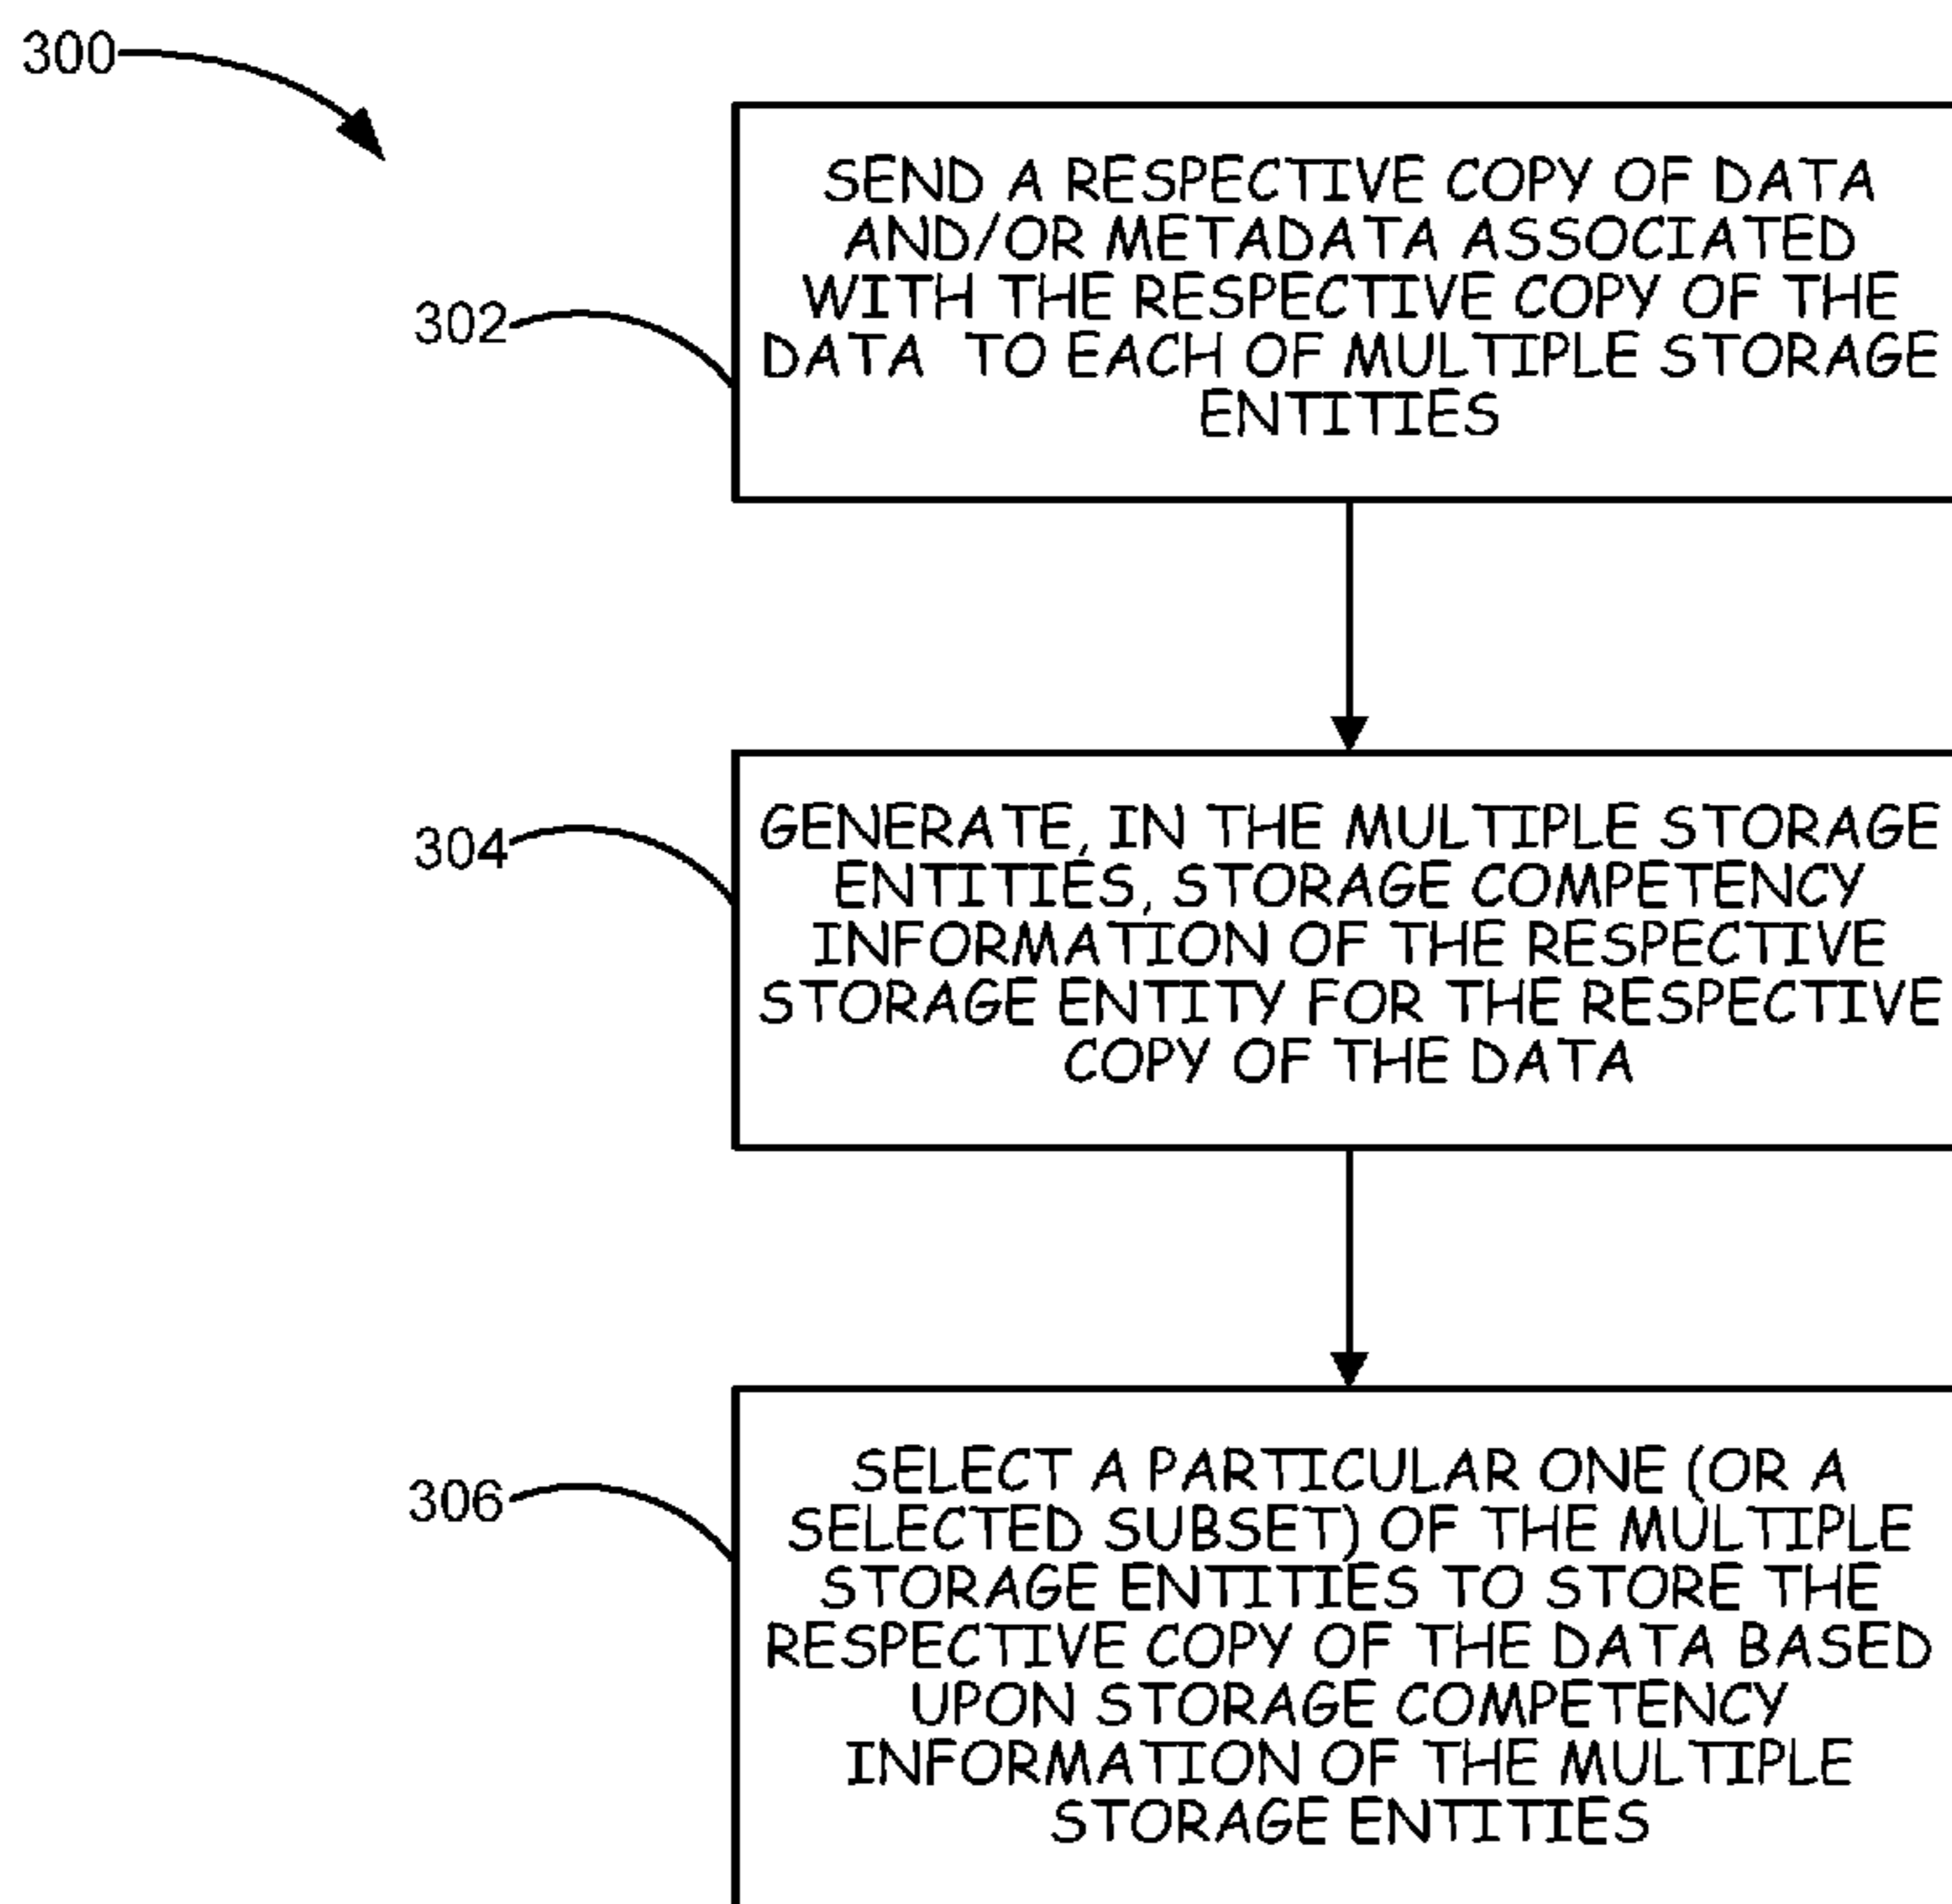 300
SEND A RESPECTIVE COPY OF DATA
AND/OR METADATA ASSOCIATED
WITH THE RESPECTIVE COPY OF THE
DATA TO EACH OF MULTIPLE STORAGE
ENTITIES
302
GENERATE, IN THE MULTIPLE STORAGE
ENTITIES, STORAGE COMPETENCY
INFORMATION OF THE RESPECTIVE
STORAGE ENTITY FOR THE RESPECTIVE
COPY OF THE DATA
304
SELECT A PARTICULAR ONE (OR A
SELECTED SUBSET) OF THE MULTIPLE
STORAGE ENTITIES TO STORE THE
RESPECTIVE COPY OF THE DATA BASED
UPON STORAGE COMPETENCY
INFORMATION OF THE MULTIPLE
STORAGE ENTITIES
306